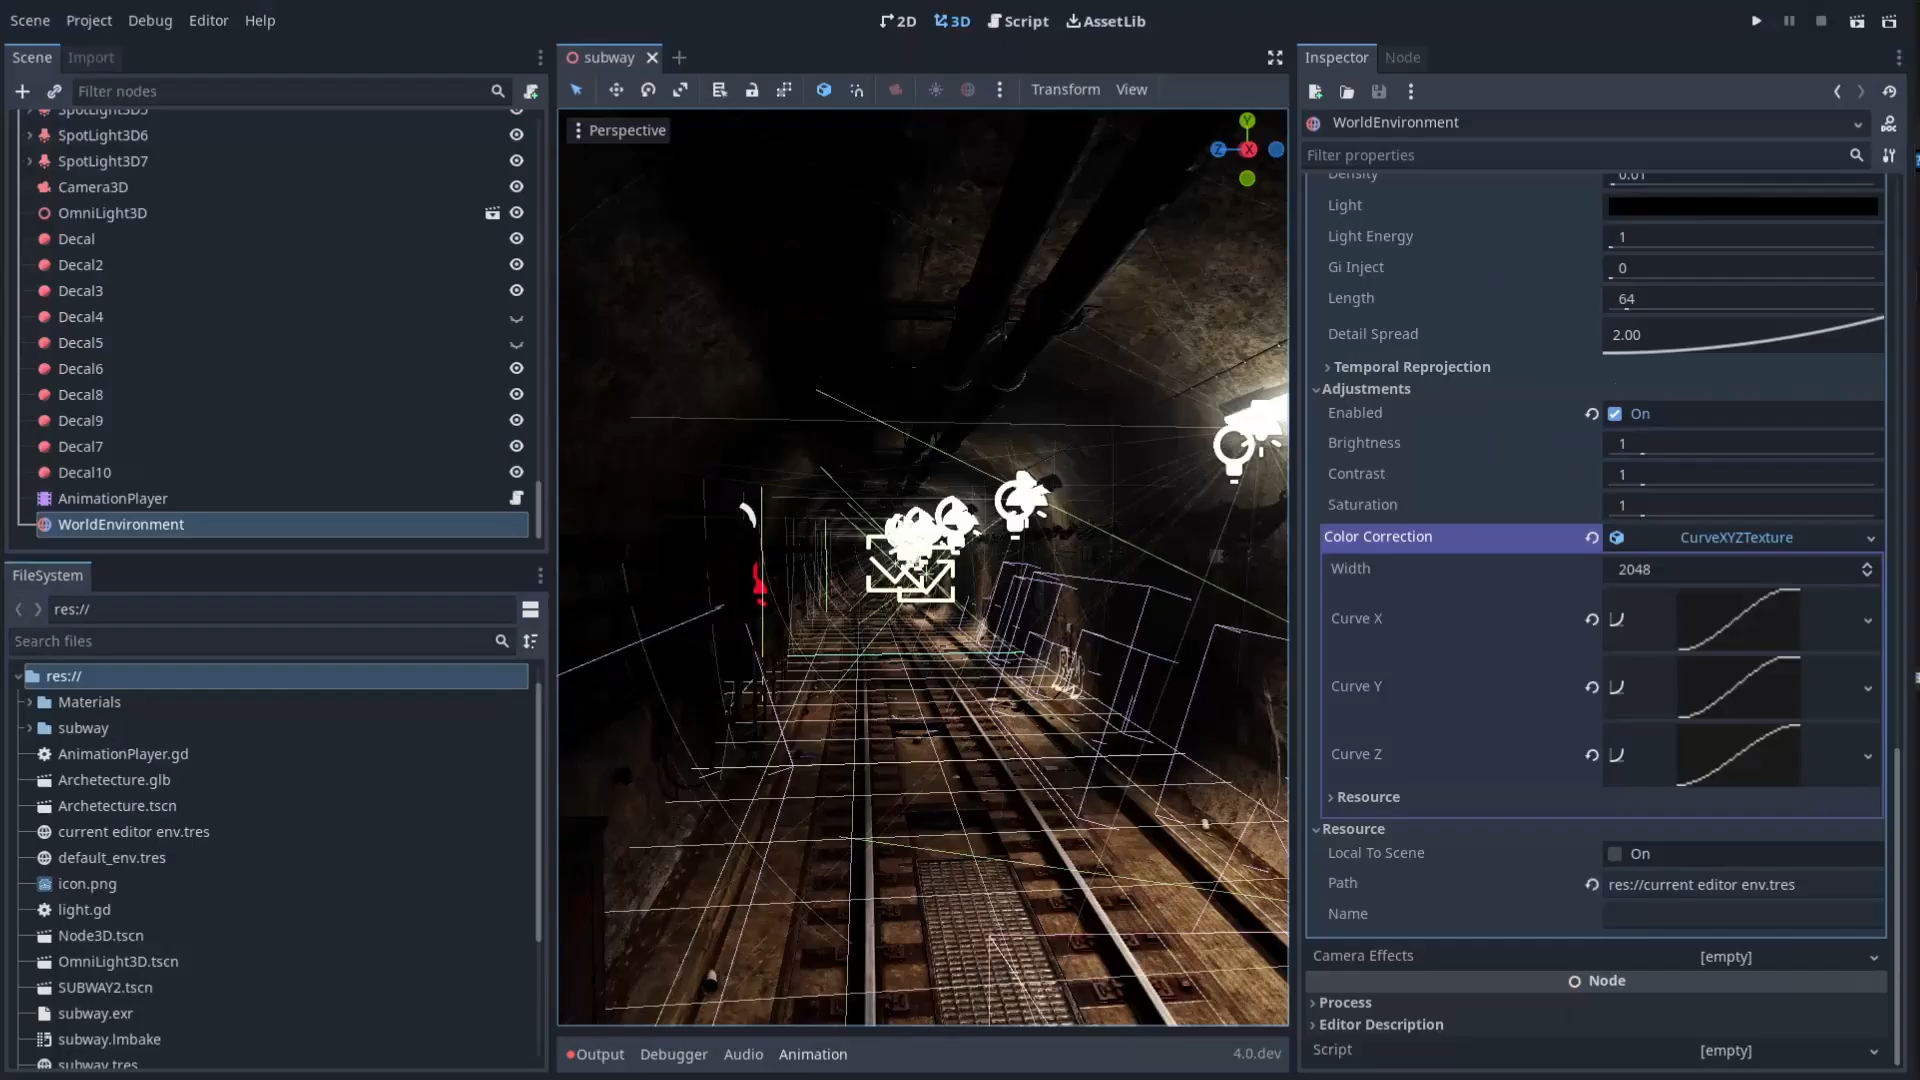 Scene Project Debug Editor Help
2D 3D Script AssetLib
Scene Import
Filter nodes
SpotLight3D5
SpotLight3D6
SpotLight3D7
Camera3D
OmniLight3D
Decal
Decal2
Decal3
Decal4
Decal5
Decal6
Decal8
Decal9
Decal7
Decal10
AnimationPlayer
WorldEnvironment
FileSystem
res://
Search files
res://
Materials
subway
AnimationPlayer.gd
Archetecture.glb
Archetecture.tscn
current editor env.tres
default_env.tres
icon.png
light.gd
Node3D.tscn
OmniLight3D.tscn
SUBWAY2.tscn
subway.exr
subway.lmbake
subway.tres
subway
Transform View
Perspective
Y
Z X
Output Debugger Audio Animation 4.0.dev
Inspector Node
WorldEnvironment
Filter properties
Density 0.01
Light
Light Energy 1
Gi Inject 0
Length 64
Detail Spread 2.00
Temporal Reprojection
Adjustments
Enabled On
Brightness 1
Contrast 1
Saturation 1
Color Correction CurveXYZTexture
Width 2048
Curve X
Curve Y
Curve Z
Resource
Resource
Local To Scene On
Path res://current editor env.tres
Name
Camera Effects [empty]
Node
Process
Editor Description
Script [empty]